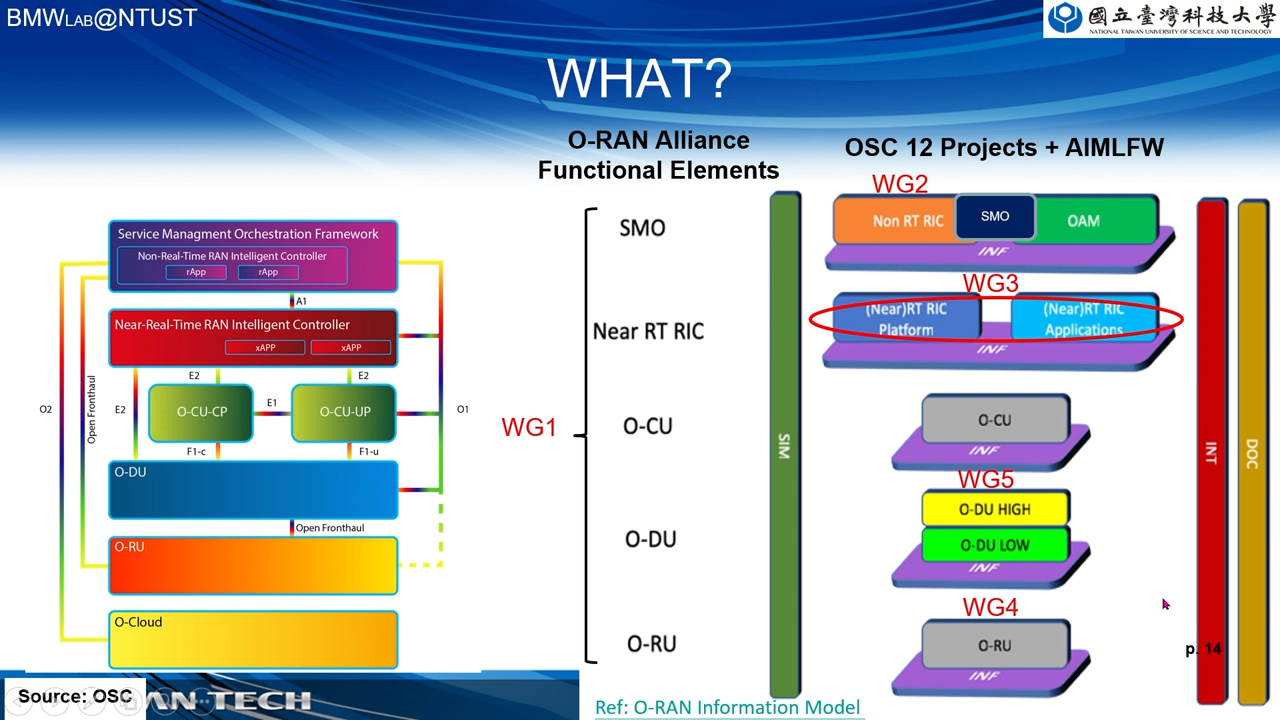 BMWLAB@NTUST
國立臺灣科技大學
NATIONAL TAIWAN UNIVERSITY OF SCIENCE AND TECHNOLOGY
WHAT?
O-RAN Alliance
Functional Elements
OSC 12 Projects + AIMLFW
Service Managment Orchestration Framework
Non-Real-Time RAN Intelligent Controller
rApp
rApp
A1
Near-Real-Time RAN Intelligent Controller
xAPP
xAPP
E2
E2
O2
Open Fronthaul
E2
O-CU-CP
E1
O-CU-UP
O1
F1-c
F1-u
O-DU
Open Fronthaul
O-RU
O-Cloud
WG1
SMO
Near RT RIC
O-CU
O-DU
O-RU
SIM
WG2
Non RT RIC
SMO
OAM
INF
WG3
(Near)RT RIC
Platform
(Near)RT RIC
Applications
INF
O-CU
INF
WG5
O-DU HIGH
O-DU LOW
INF
WG4
O-RU
INF
INT
DOC
p. 14
Source: OSC
AN TECH
Ref: O-RAN Information Model